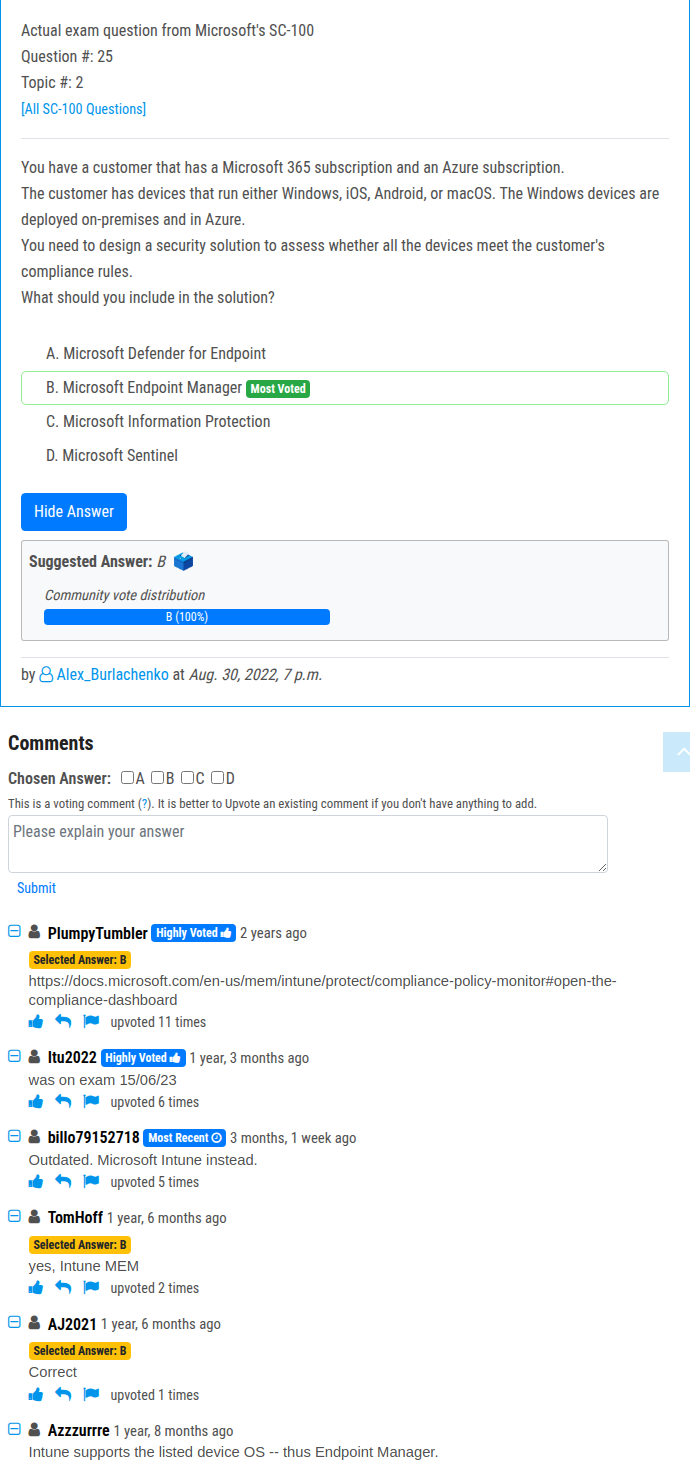 Actual exam question from Microsoft's SC-100
Question #: 25
Topic #: 2
[All SC-100 Questions]
You have a customer that has a Microsoft 365 subscription and an Azure subscription.
The customer has devices that run either Windows, iOS, Android, or macOS. The Windows devices are
deployed on-premises and in Azure.
You need to design a security solution to assess whether all the devices meet the customer's
compliance rules.
What should you include in the solution?
A. Microsoft Defender for Endpoint
B. Microsoft Endpoint Manager Most Voted
C. Microsoft Information Protection
D. Microsoft Sentinel
Hide Answer
Suggested Answer: B
Community vote distribution
B (100%)
by Alex_Burlachenko at Aug. 30, 2022, 7 p.m.
Comments
Chosen Answer: A B C D
This is a voting comment (?). It is better to Upvote an existing comment if you don't have anything to add.
Please explain your answer
Submit
PlumpyTumbler Highly Voted 2 years ago
Selected Answer: B
https://docs.microsoft.com/en-us/mem/intune/protect/compliance-policy-monitor#open-the-
compliance-dashboard
upvoted 11 times
Itu2022 Highly Voted 1 year, 3 months ago
was on exam 15/06/23
upvoted 6 times
billo79152718 Most Recent 3 months, 1 week ago
Outdated. Microsoft Intune instead.
upvoted 5 times
TomHoff 1 year, 6 months ago
Selected Answer: B
yes, Intune MEM
upvoted 2 times
AJ2021 1 year, 6 months ago
Selected Answer: B
Correct
upvoted 1 times
Azzzurrre 1 year, 8 months ago
Intune supports the listed device OS -- thus Endpoint Manager.